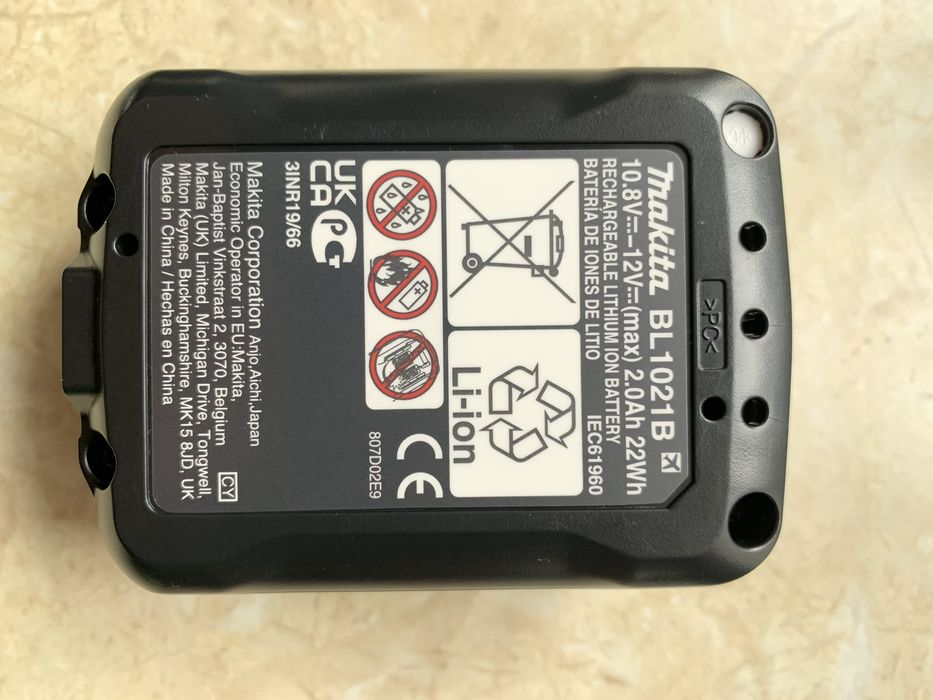 >PC<
Makita BL1021B
10.8V⎓-12V⎓(max) 2.0Ah 22Wh
RECHARGEABLE LITHIUM ION BATTERY
BATERÍA DE IONES DE LITIO IEC61960
Li-ion
UK
CA
3INR19/66
807D02E9
CE
Makita Corporation Anjo,Aichi,Japan
Economic Operator in EU:Makita,
Jan-Baptist Vinkstraat 2, 3070, Belgium
Makita (UK) Limited, Michigan Drive, Tongwell,
Milton Keynes, Buckinghamshire, MK15 8JD, UK
Made in China / Hechas en China
CY